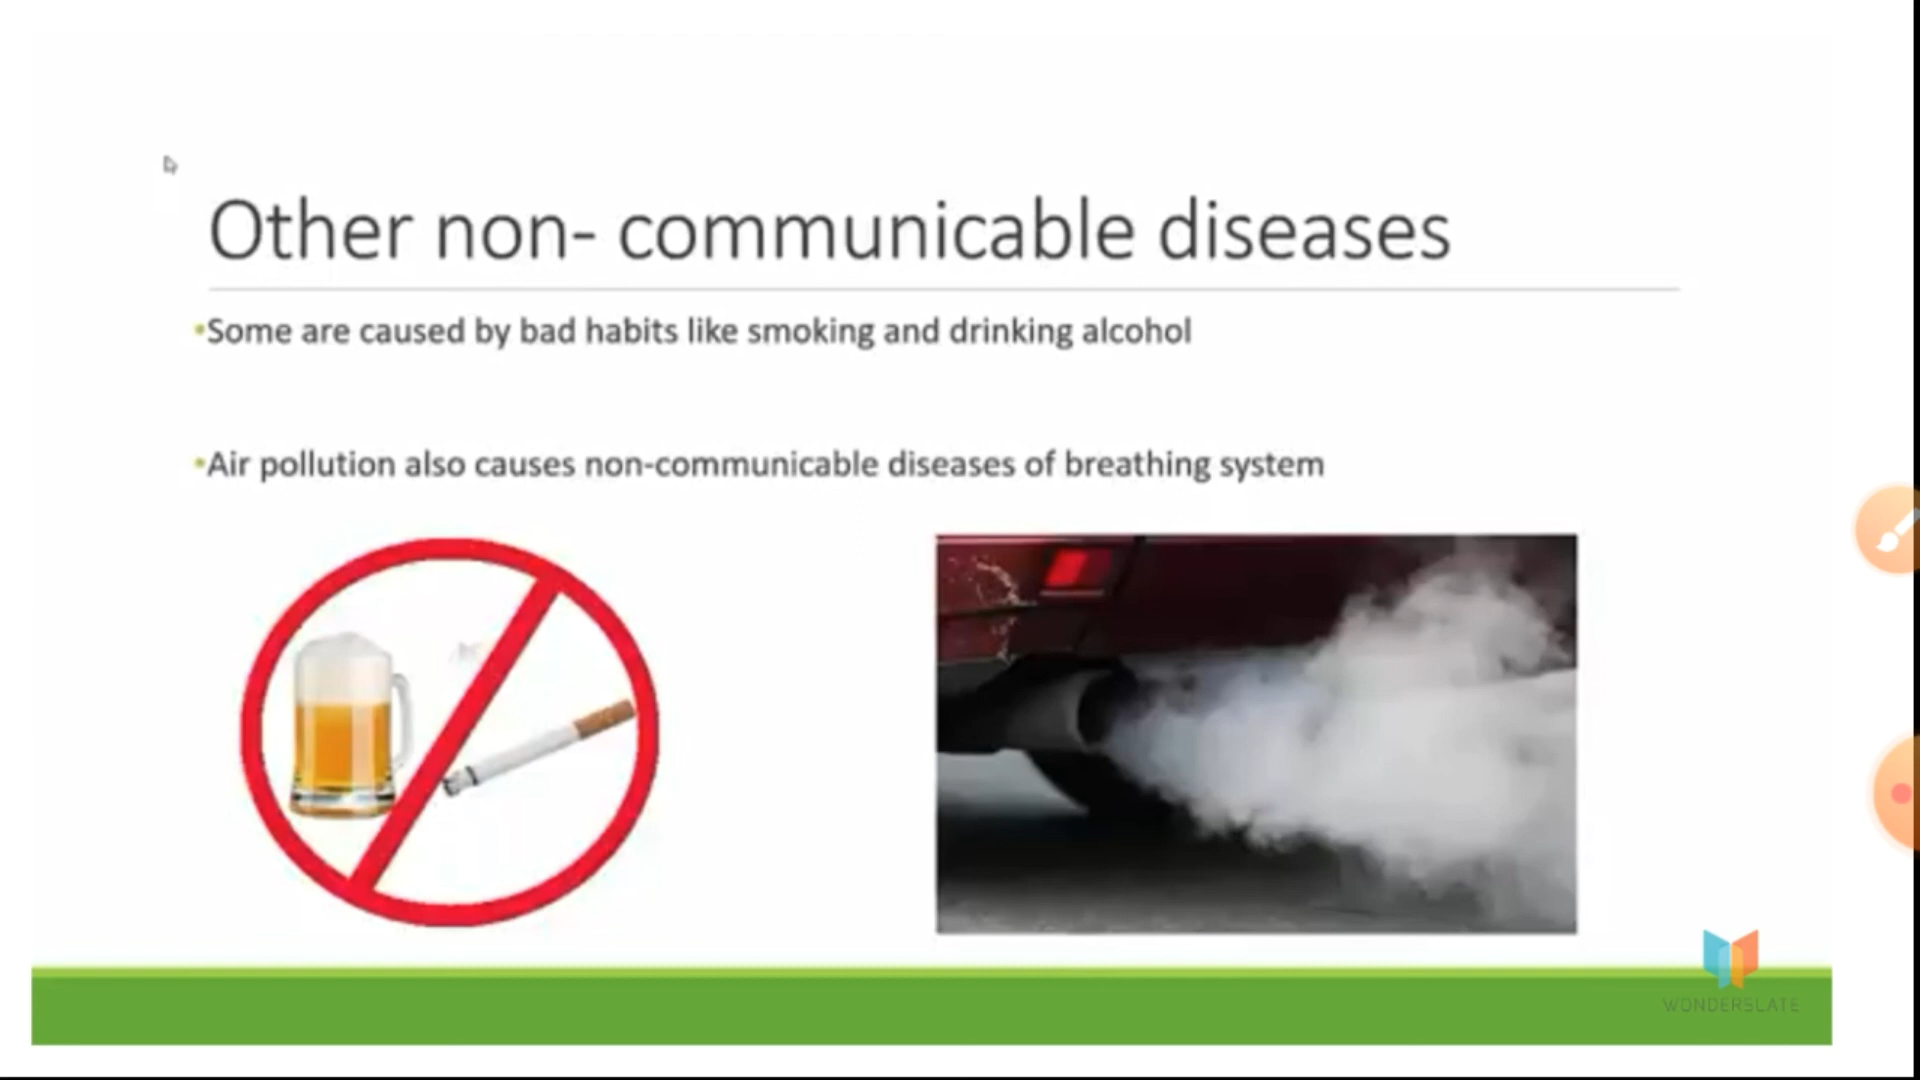 Other non- communicable diseases
•Some are caused by bad habits like smoking and drinking alcohol
•Air pollution also causes non-communicable diseases of breathing system
WONDERSLATE